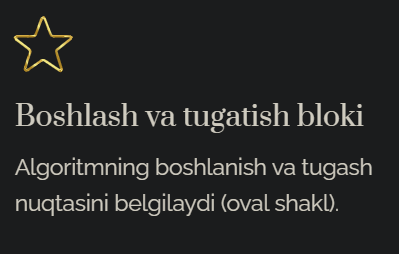 Boshlash va tugatish bloki
Algoritmning boshlanish va tugash
nuqtasini belgilaydi (oval shakl).